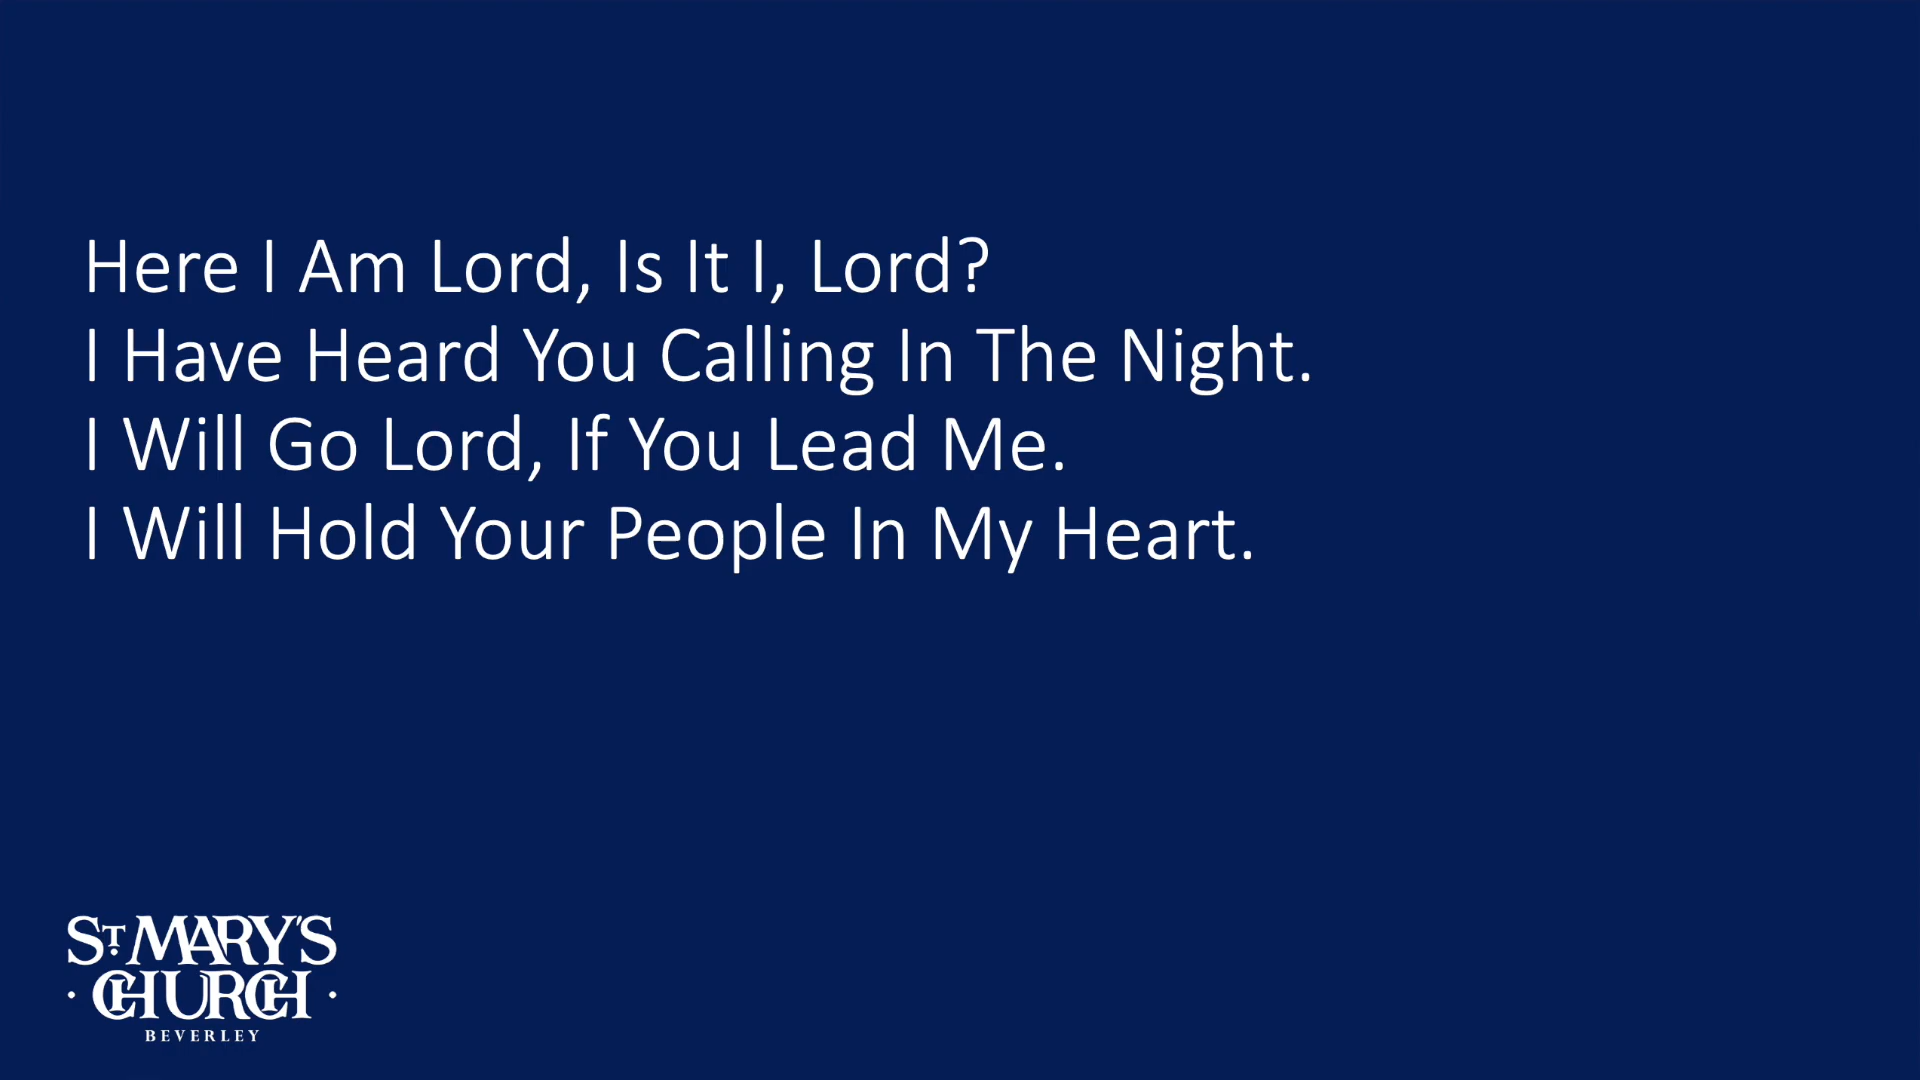 Here I Am Lord, Is It I, Lord?
I Have Heard You Calling In The Night.
I Will Go Lord, If You Lead Me.
I Will Hold Your People In My Heart.
ST. MARY'S
· CHURCH ·
BEVERLEY